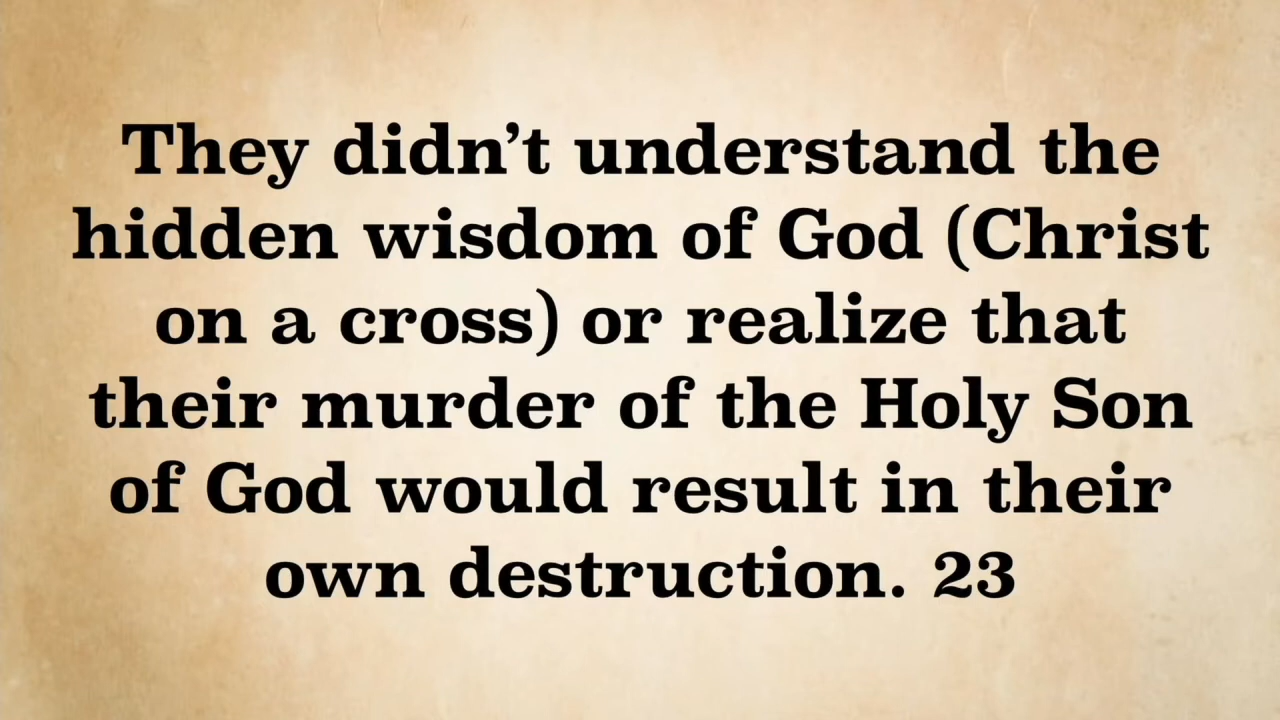 They didn’t understand the
hidden wisdom of God (Christ
on a cross) or realize that
their murder of the Holy Son
of God would result in their
own destruction. 23